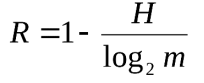 R = 1 - H / log₂ m